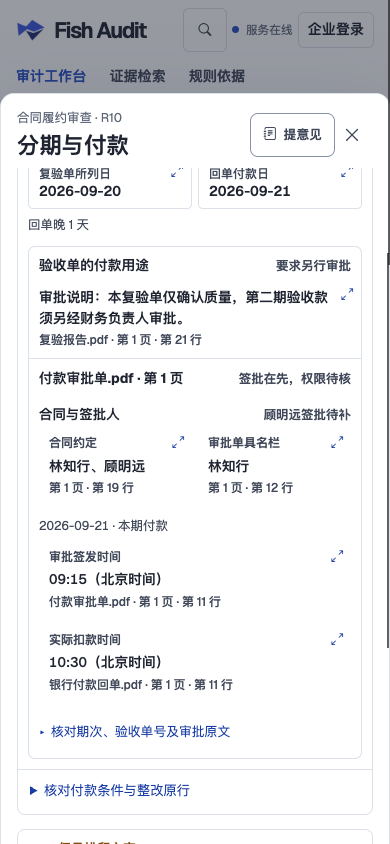 Fish Audit
服务在线
企业登录
审计工作台
证据检索
规则依据
合同履约审查 · R10
分期与付款
提意见
复验单所列日
2026-09-20
回单付款日
2026-09-21
回单晚 1 天
验收单的付款用途
要求另行审批
审批说明：本复验单仅确认质量，第二期验收款
须另经财务负责人审批。
复验报告.pdf · 第 1 页 · 第 21 行
付款审批单.pdf · 第 1 页
签批在先，权限待核
合同与签批人
顾明远签批待补
合同约定
林知行、顾明远
第 1 页 · 第 19 行
审批单具名栏
林知行
第 1 页 · 第 12 行
2026-09-21 · 本期付款
审批签发时间
09:15（北京时间）
付款审批单.pdf · 第 1 页 · 第 11 行
实际扣款时间
10:30（北京时间）
银行付款回单.pdf · 第 1 页 · 第 11 行
核对期次、验收单号及审批原文
核对付款条件与整改原行